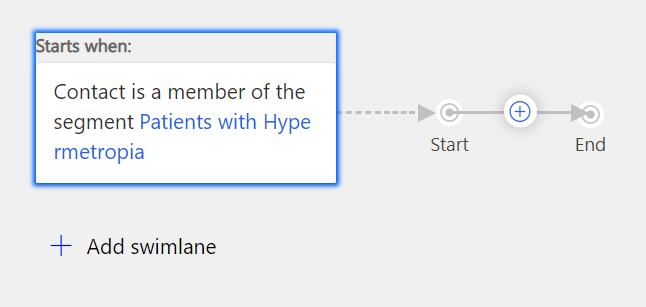 Starts when:
Contact is a member of the
segment Patients with Hype
rmetropia
Start
End
Add swimlane